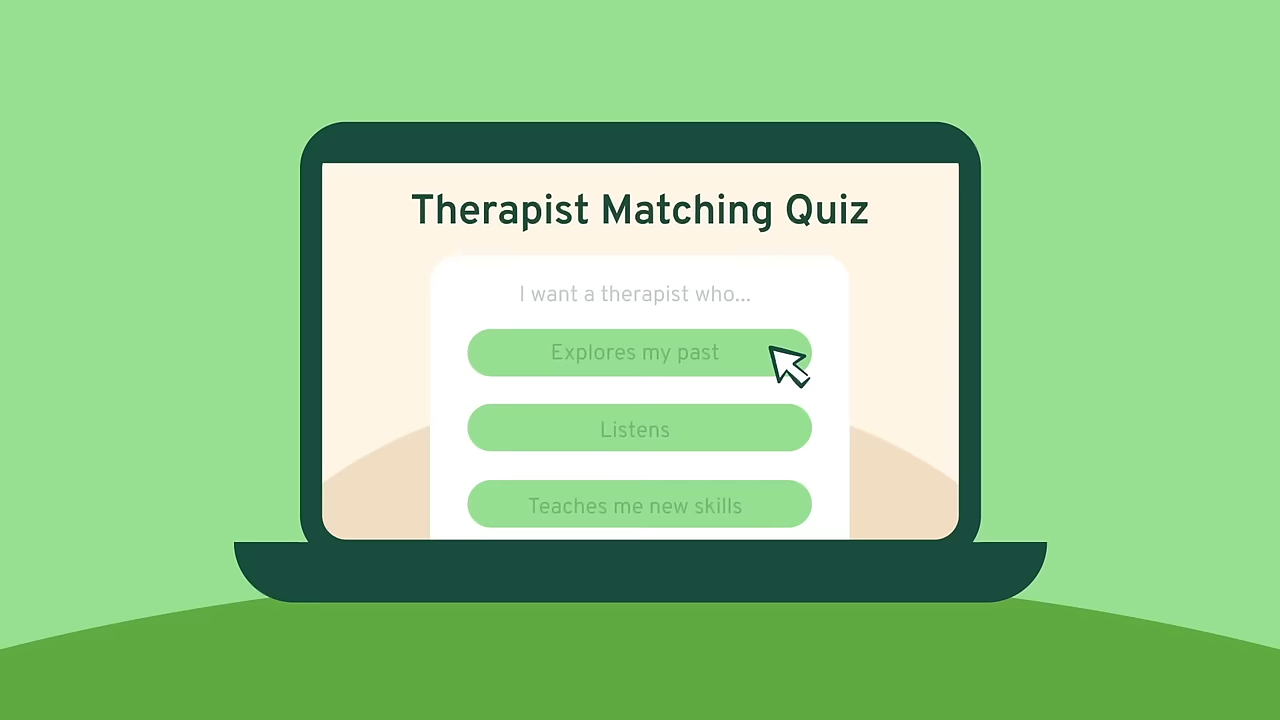 Therapist Matching Quiz
I want a therapist who...
Explores my past
Listens
Teaches me new skills